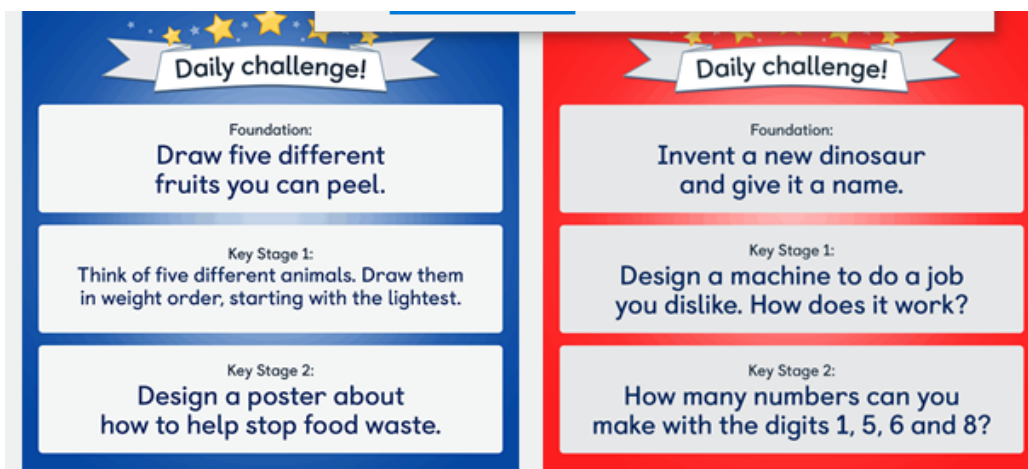 Daily challenge!
Foundation:
Draw five different
fruits you can peel.
Key Stage 1:
Think of five different animals. Draw them
in weight order, starting with the lightest.
Key Stage 2:
Design a poster about
how to help stop food waste.
Daily challenge!
Foundation:
Invent a new dinosaur
and give it a name.
Key Stage 1:
Design a machine to do a job
you dislike. How does it work?
Key Stage 2:
How many numbers can you
make with the digits 1, 5, 6 and 8?